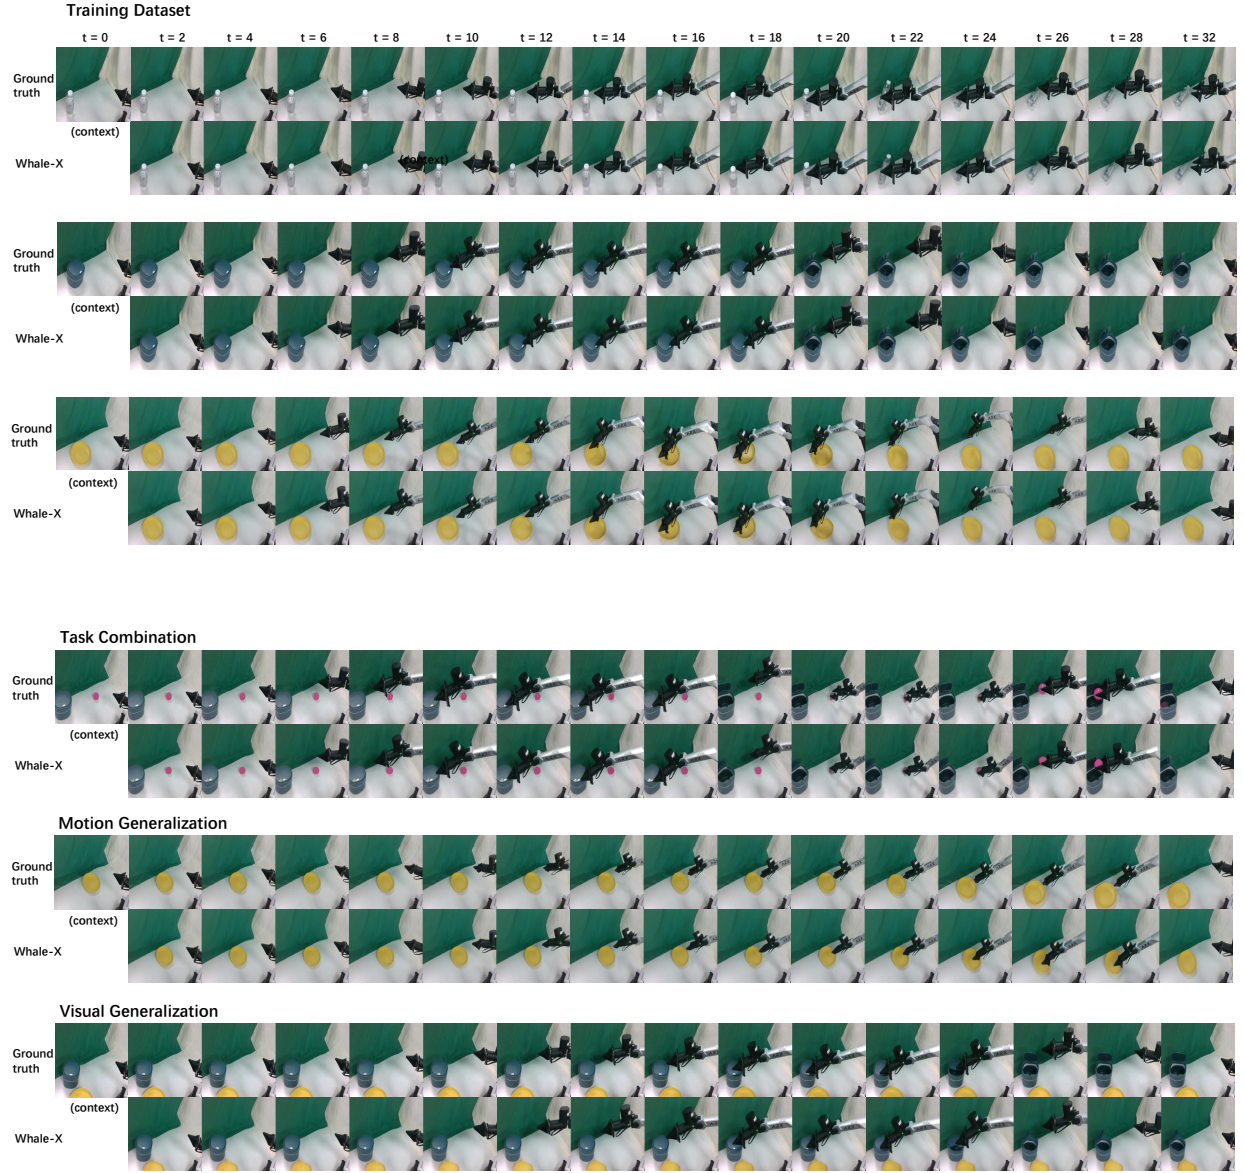 Training Dataset
t = 0 t = 2 t = 4 t = 6 t = 8 t = 10 t = 12 t = 14 t = 16 t = 18 t = 20 t = 22 t = 24 t = 26 t = 28 t = 32
Ground
truth
(context)
Whale-X
(context)
Ground
truth
(context)
Whale-X
Ground
truth
(context)
Whale-X
Task Combination
Ground
truth
(context)
Whale-X
Motion Generalization
Ground
truth
(context)
Whale-X
Visual Generalization
Ground
truth
(context)
Whale-X